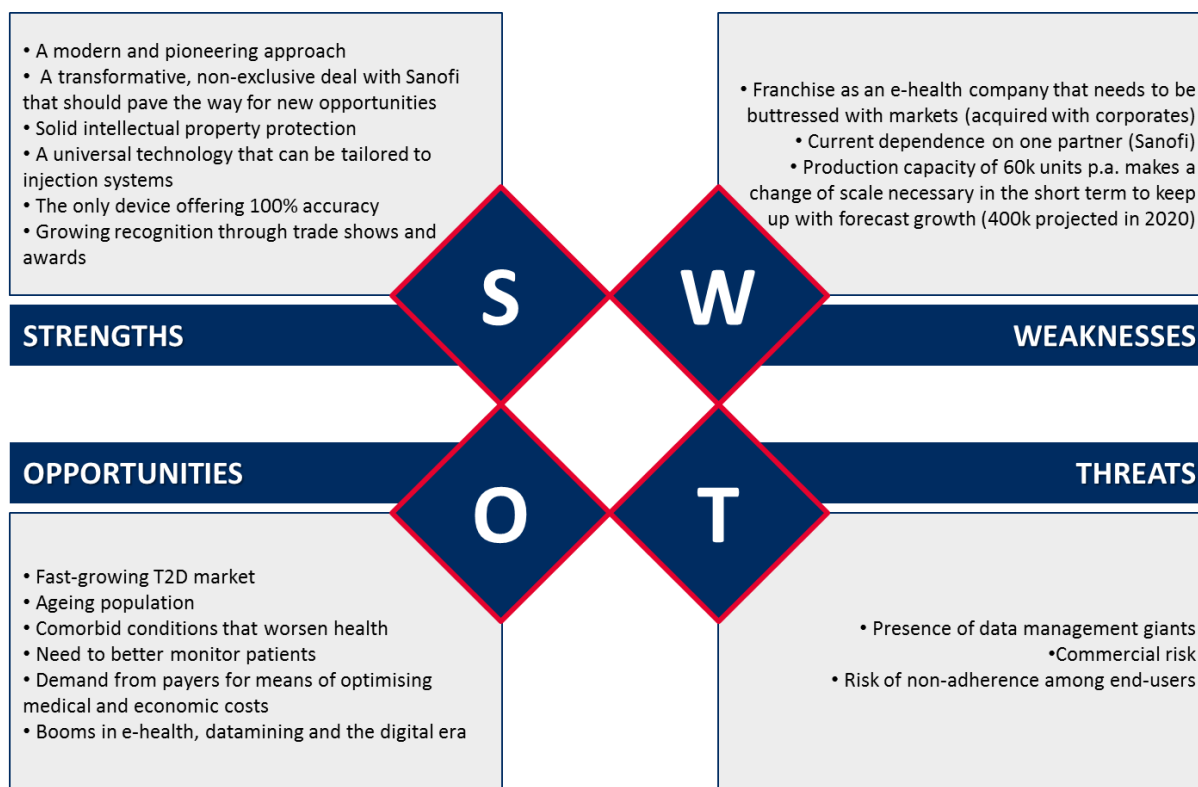 • A modern and pioneering approach
• A transformative, non-exclusive deal with Sanofi
that should pave the way for new opportunities
• Solid intellectual property protection
• A universal technology that can be tailored to
injection systems
• The only device offering 100% accuracy
• Growing recognition through trade shows and
awards
S
STRENGTHS
• Franchise as an e-health company that needs to be
buttressed with markets (acquired with corporates)
• Current dependence on one partner (Sanofi)
• Production capacity of 60k units p.a. makes a
change of scale necessary in the short term to keep
up with forecast growth (400k projected in 2020)
W
WEAKNESSES
OPPORTUNITIES
O
• Fast-growing T2D market
• Ageing population
• Comorbid conditions that worsen health
• Need to better monitor patients
• Demand from payers for means of optimising
medical and economic costs
• Booms in e-health, datamining and the digital era
THREATS
T
• Presence of data management giants
•Commercial risk
• Risk of non-adherence among end-users